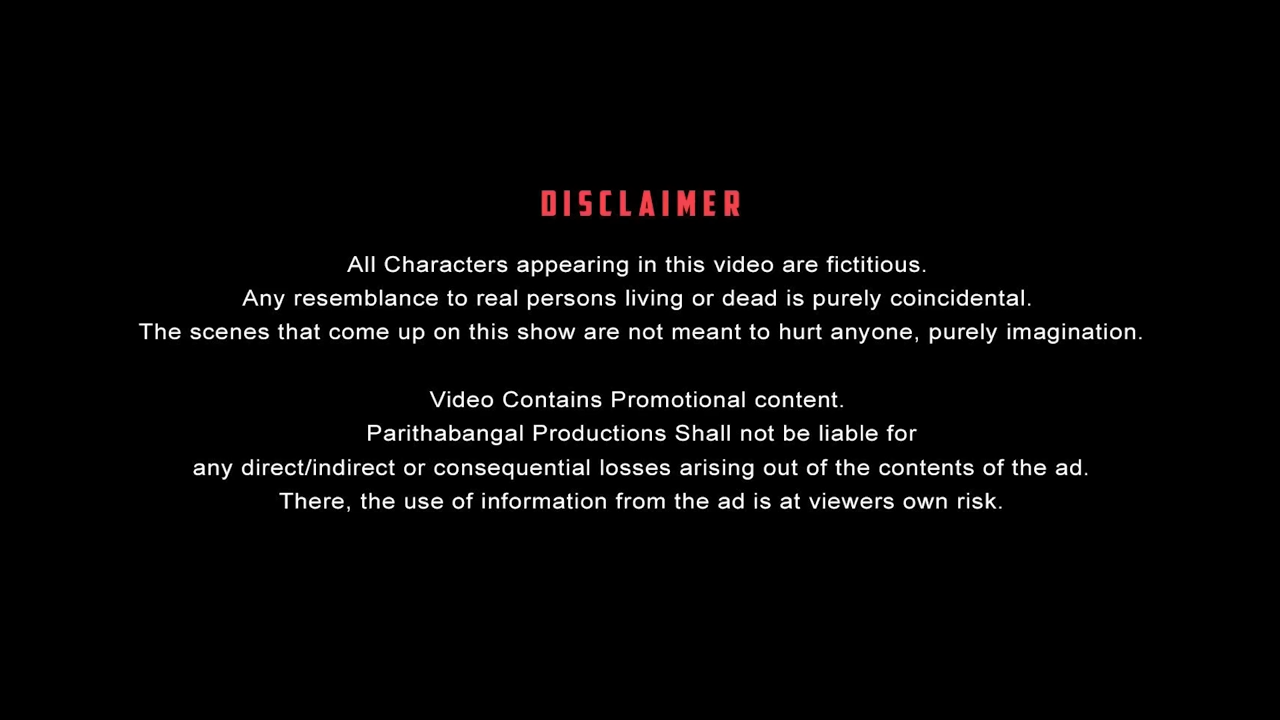 DISCLAIMER
All Characters appearing in this video are fictitious.
Any resemblance to real persons living or dead is purely coincidental.
The scenes that come up on this show are not meant to hurt anyone, purely imagination.
Video Contains Promotional content.
Parithabangal Productions Shall not be liable for
any direct/indirect or consequential losses arising out of the contents of the ad.
There, the use of information from the ad is at viewers own risk.